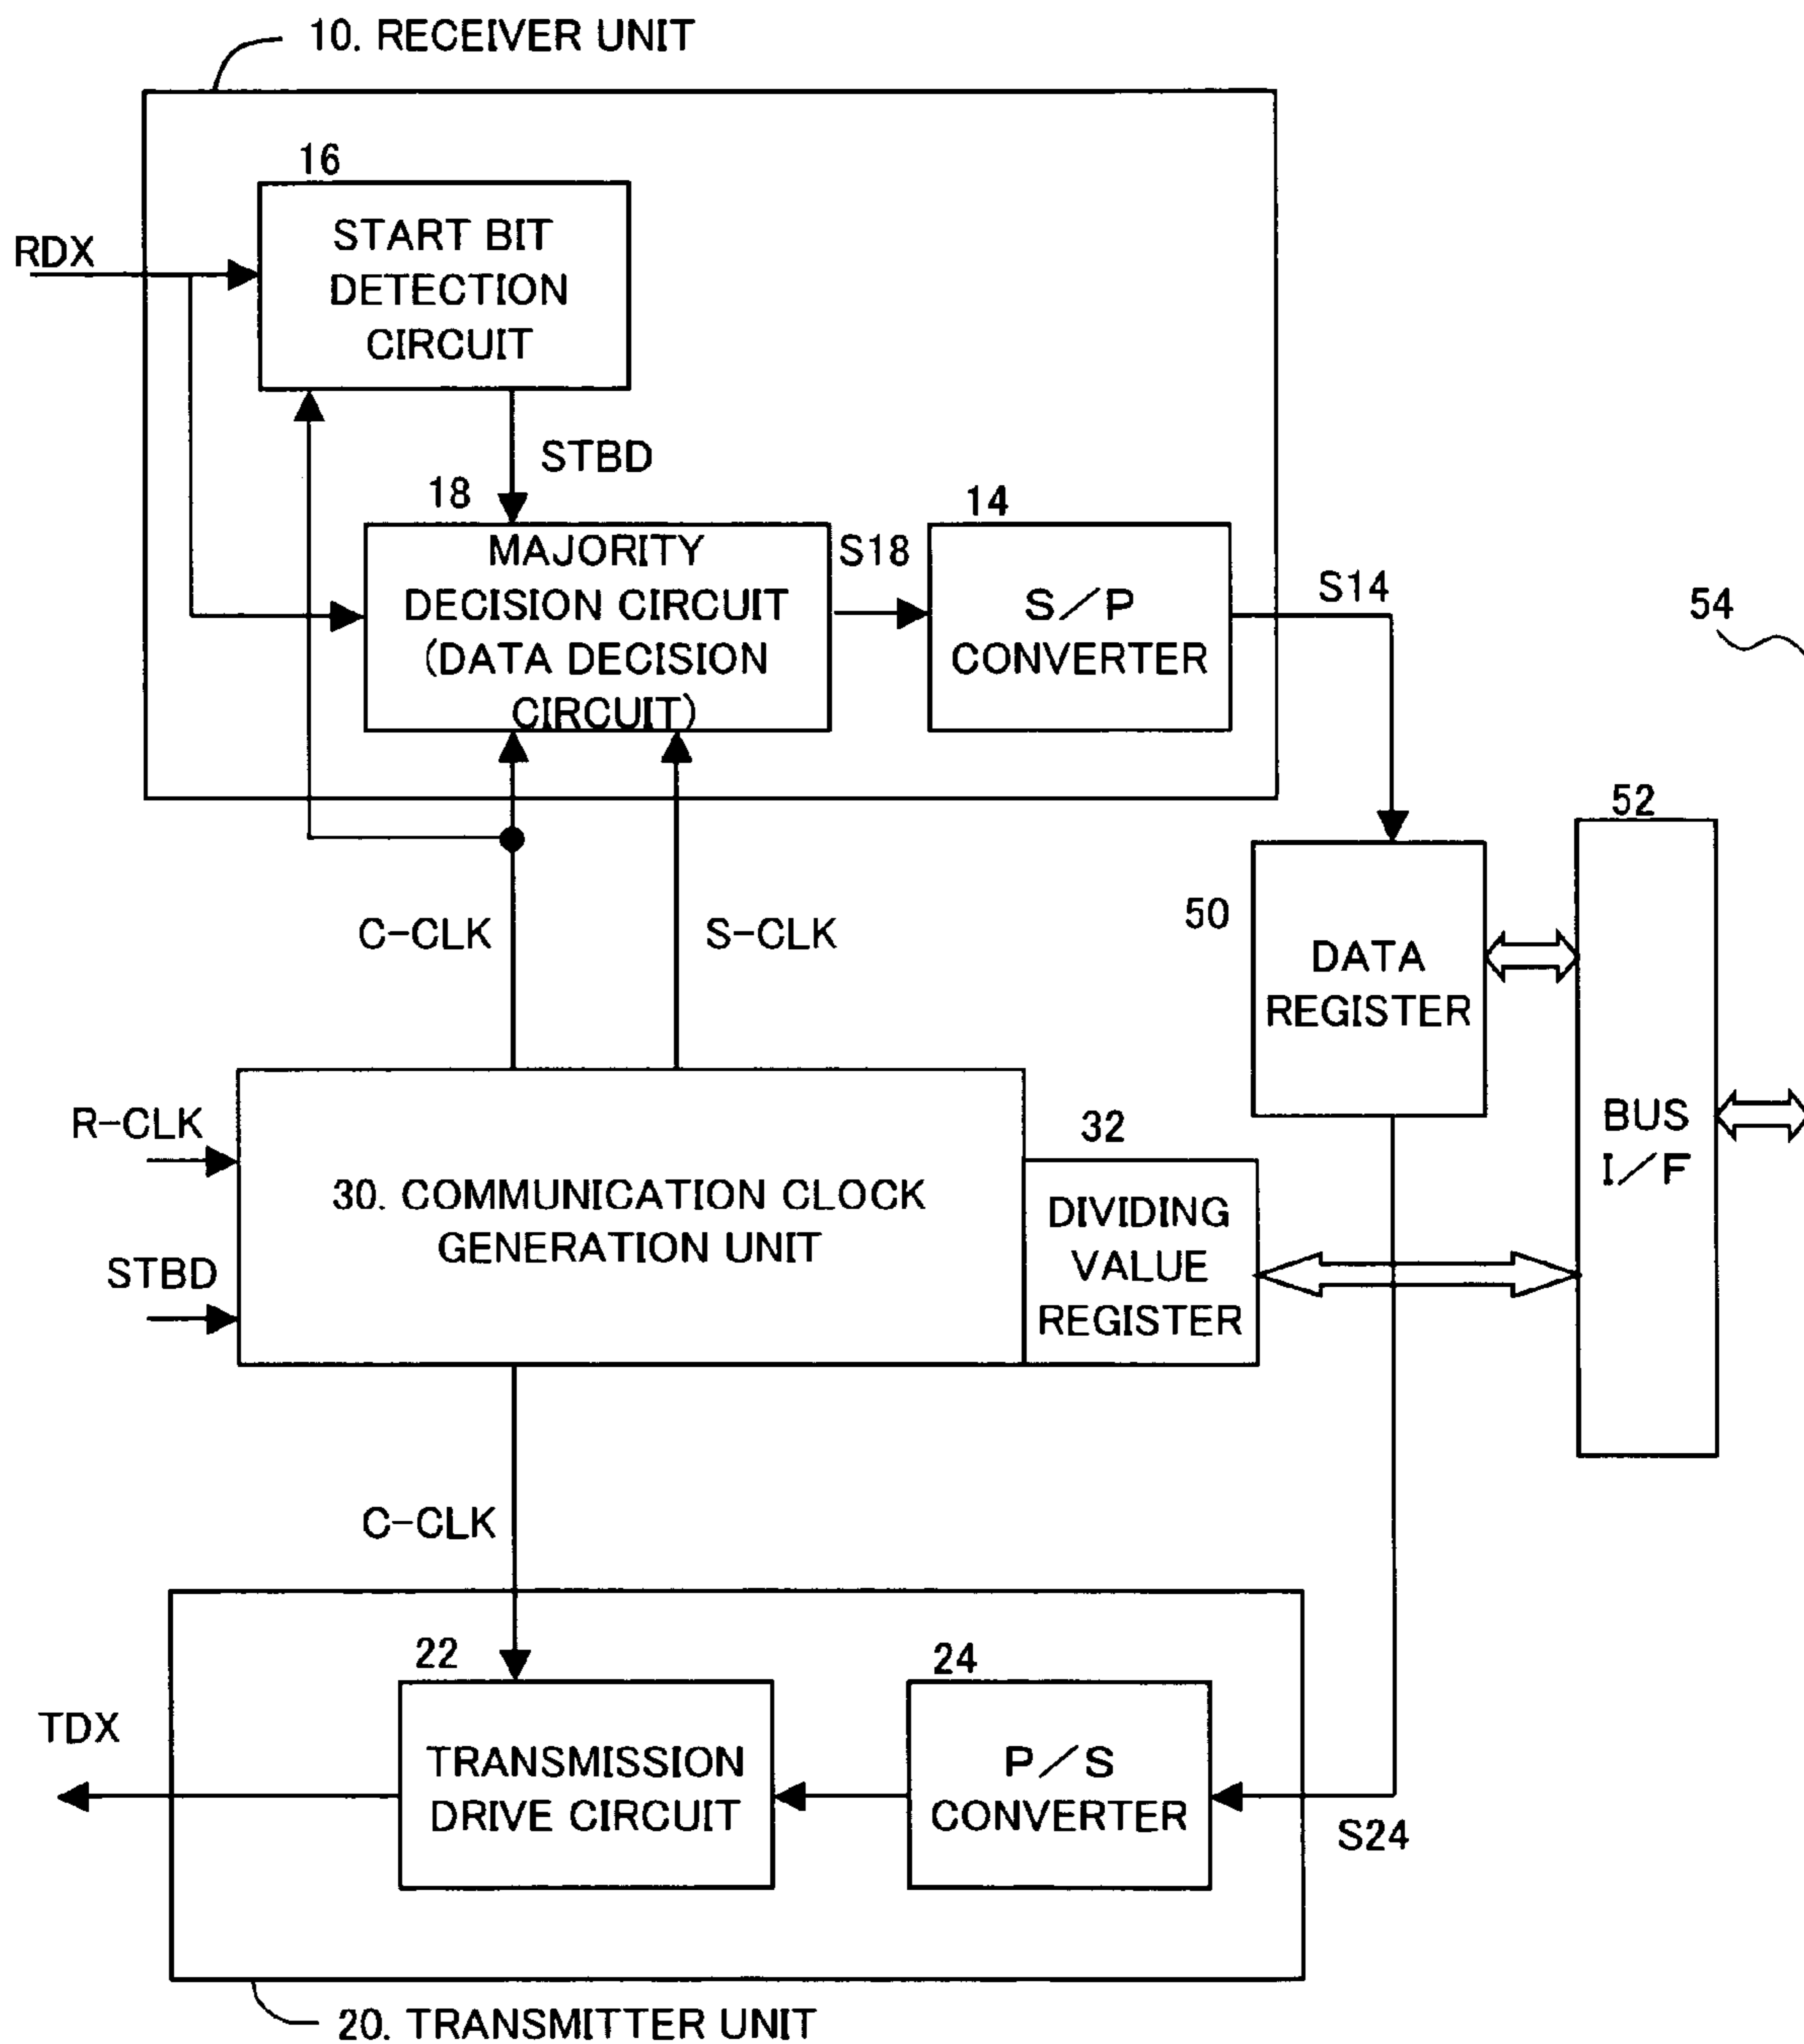 10. RECEIVER UNIT
16
START BIT
DETECTION
CIRCUIT
RDX
STBD
18
MAJORITY
DECISION CIRCUIT
(DATA DECISION
CIRCUIT)
S18
14
S/P
CONVERTER
S14
54
52
BUS
I/F
50
DATA
REGISTER
C-CLK
S-CLK
R-CLK
STBD
30. COMMUNICATION CLOCK
GENERATION UNIT
32
DIVIDING
VALUE
REGISTER
C-CLK
22
TRANSMISSION
DRIVE CIRCUIT
24
P/S
CONVERTER
TDX
S24
20. TRANSMITTER UNIT